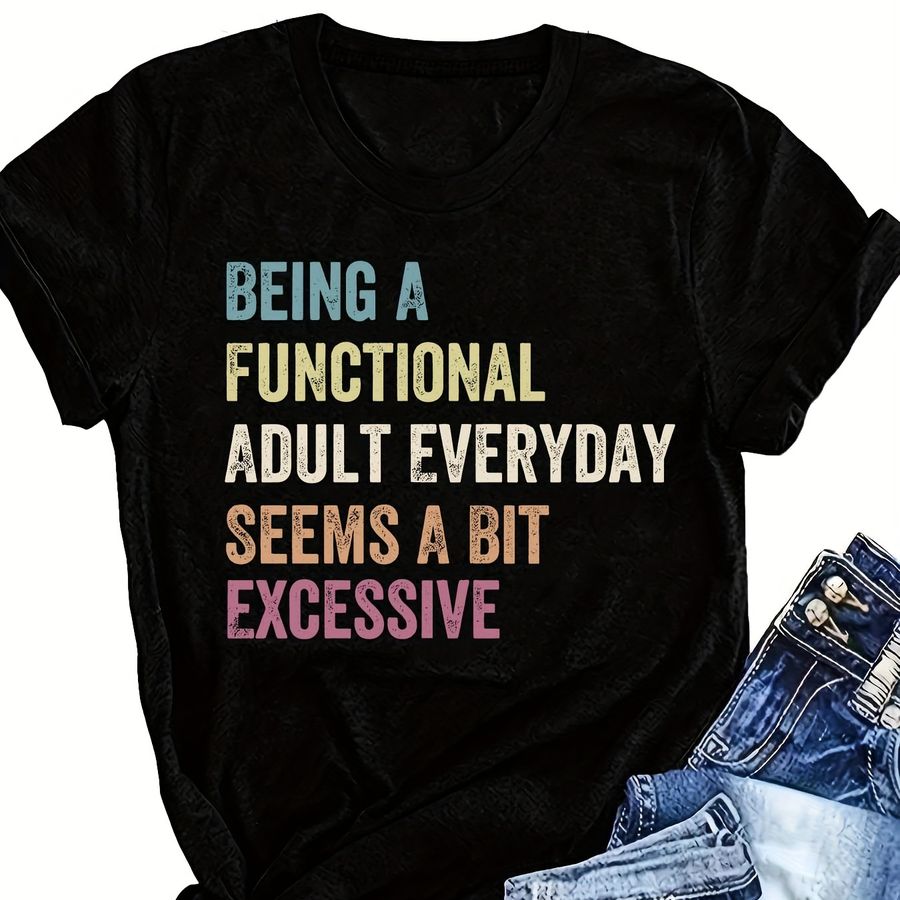 BEING A
FUNCTIONAL
ADULT EVERYDAY
SEEMS A BIT
EXCESSIVE